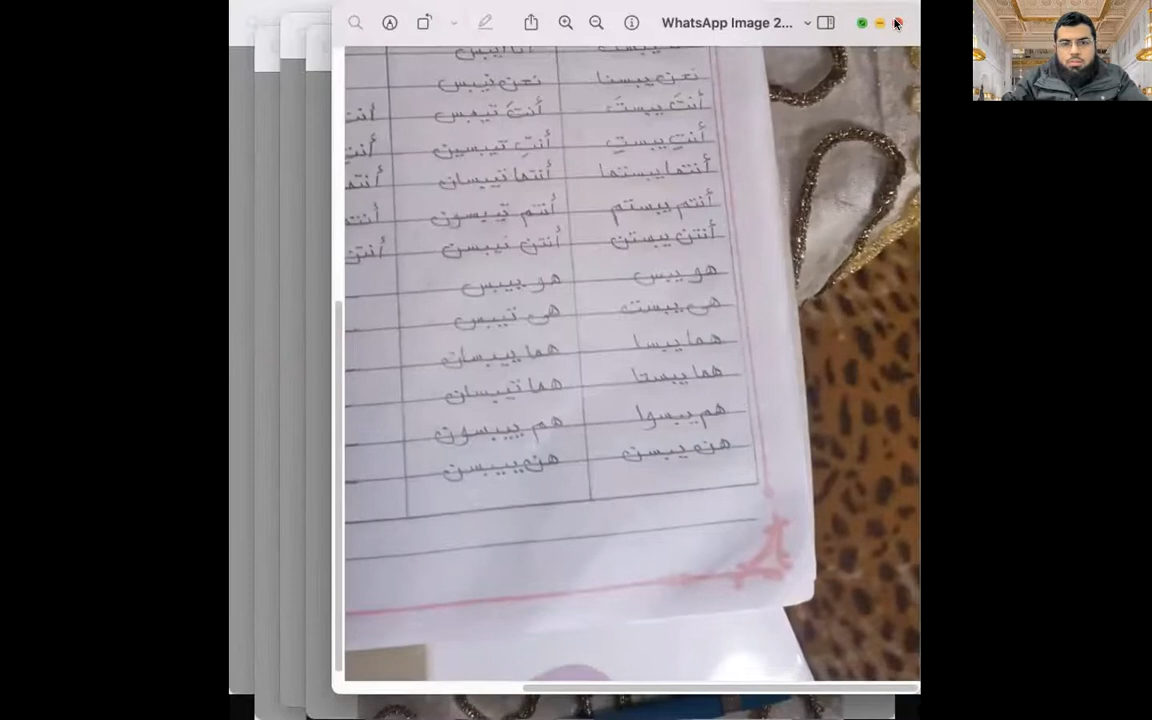 WhatsApp Image 2...
نحن يبسنا نحن نيبس
أنتَ يبستَ أنتَ تيبس
أنتِ يبستِ أنتِ تيبسين
أنتما يبستما أنتما تيبسان
أنتم يبستم أنتم تيبسون
أنتن يبستن أنتن تيبسن
هو يبس هو ييبس
هى يبست هى تيبس
هما يبسا هما ييبسان
هما يبستا هما تيبسان
هم يبسوا هم ييبسون
هن يبسن هن ييبسن